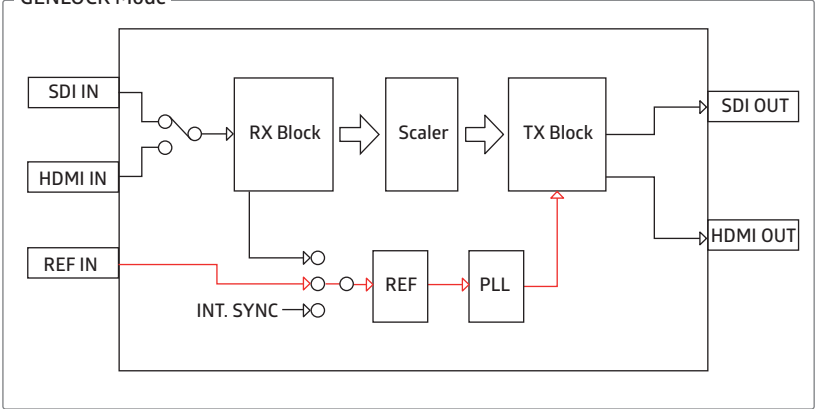 GENLOCK Mode
SDI IN
HDMI IN
REF IN
RX Block
Scaler
TX Block
SDI OUT
HDMI OUT
REF
PLL
INT. SYNC